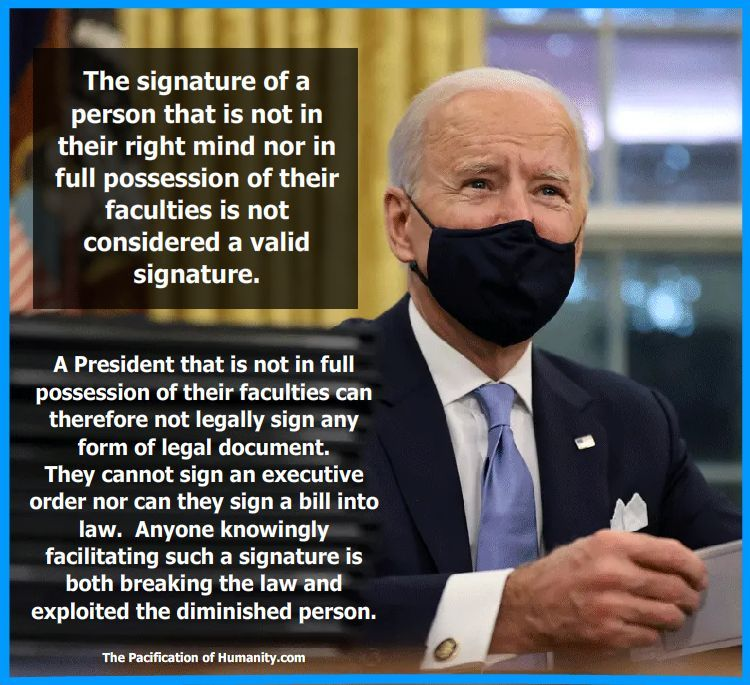 The signature of a
person that is not in
their right mind nor in
full possession of their
faculties is not
considered a valid
signature.
A President that is not in full
possession of their faculties can
therefore not legally sign any
form of legal document.
They cannot sign an executive
order nor can they sign a bill into
law.  Anyone knowingly
facilitating such a signature is
both breaking the law and
exploited the diminished person.
The Pacification of Humanity.com